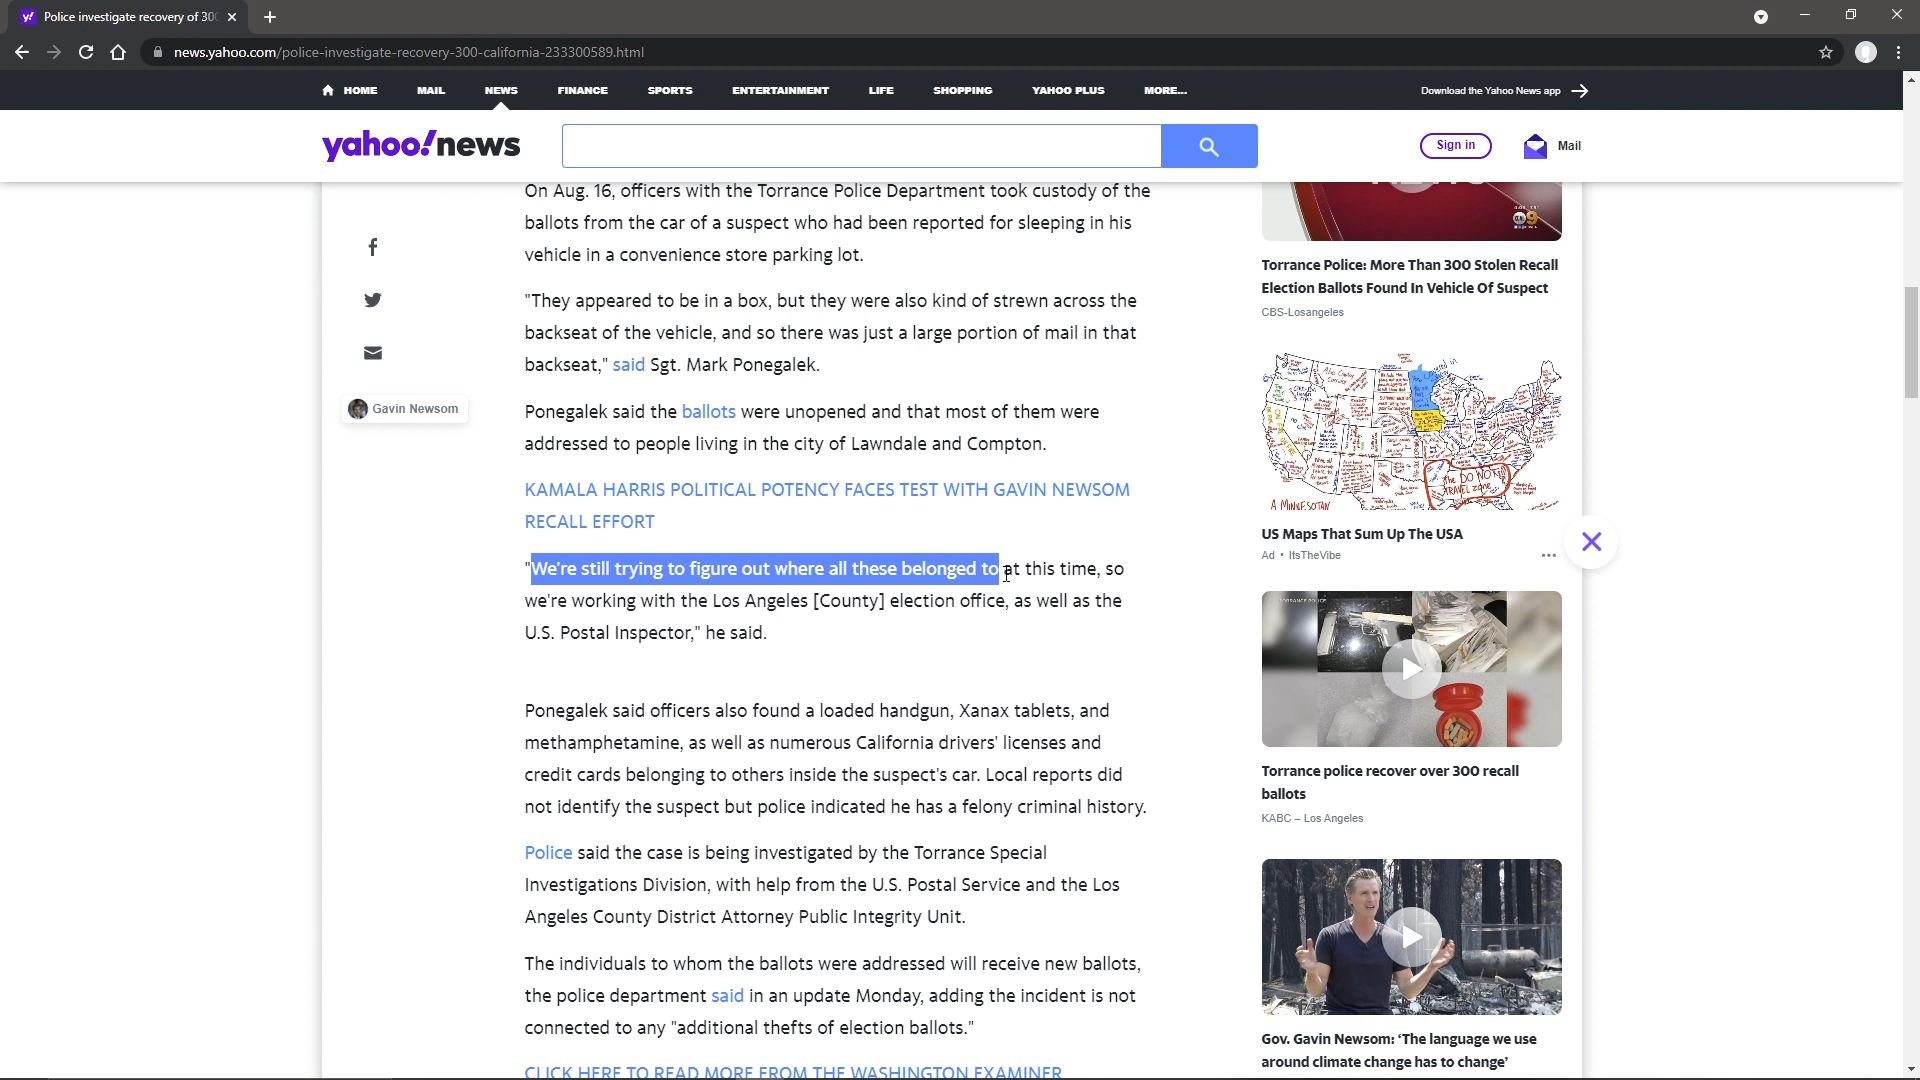 Police investigate recovery of 300
news.yahoo.com/police-investigate-recovery-300-california-233300589.html
HOME MAIL NEWS FINANCE SPORTS ENTERTAINMENT LIFE SHOPPING YAHOO PLUS MORE... Download the Yahoo News app
yahoo!news Sign in Mail
On Aug. 16, officers with the Torrance Police Department took custody of the
ballots from the car of a suspect who had been reported for sleeping in his
vehicle in a convenience store parking lot.
"They appeared to be in a box, but they were also kind of strewn across the
backseat of the vehicle, and so there was just a large portion of mail in that
backseat," said Sgt. Mark Ponegalek.
Gavin Newsom
Ponegalek said the ballots were unopened and that most of them were
addressed to people living in the city of Lawndale and Compton.
KAMALA HARRIS POLITICAL POTENCY FACES TEST WITH GAVIN NEWSOM
RECALL EFFORT
"We're still trying to figure out where all these belonged to at this time, so
we're working with the Los Angeles [County] election office, as well as the
U.S. Postal Inspector," he said.
Ponegalek said officers also found a loaded handgun, Xanax tablets, and
methamphetamine, as well as numerous California drivers' licenses and
credit cards belonging to others inside the suspect's car. Local reports did
not identify the suspect but police indicated he has a felony criminal history.
Police said the case is being investigated by the Torrance Special
Investigations Division, with help from the U.S. Postal Service and the Los
Angeles County District Attorney Public Integrity Unit.
The individuals to whom the ballots were addressed will receive new ballots,
the police department said in an update Monday, adding the incident is not
connected to any "additional thefts of election ballots."
CLICK HERE TO READ MORE FROM THE WASHINGTON EXAMINER
Torrance Police: More Than 300 Stolen Recall
Election Ballots Found In Vehicle Of Suspect
CBS-Losangeles
The DO NOT
TRAVEL zone
A MINNESOTAN
US Maps That Sum Up The USA
Ad • ItsTheVibe
TORRANCE POLICE
Torrance police recover over 300 recall
ballots
KABC – Los Angeles
Gov. Gavin Newsom: ‘The language we use
around climate change has to change’